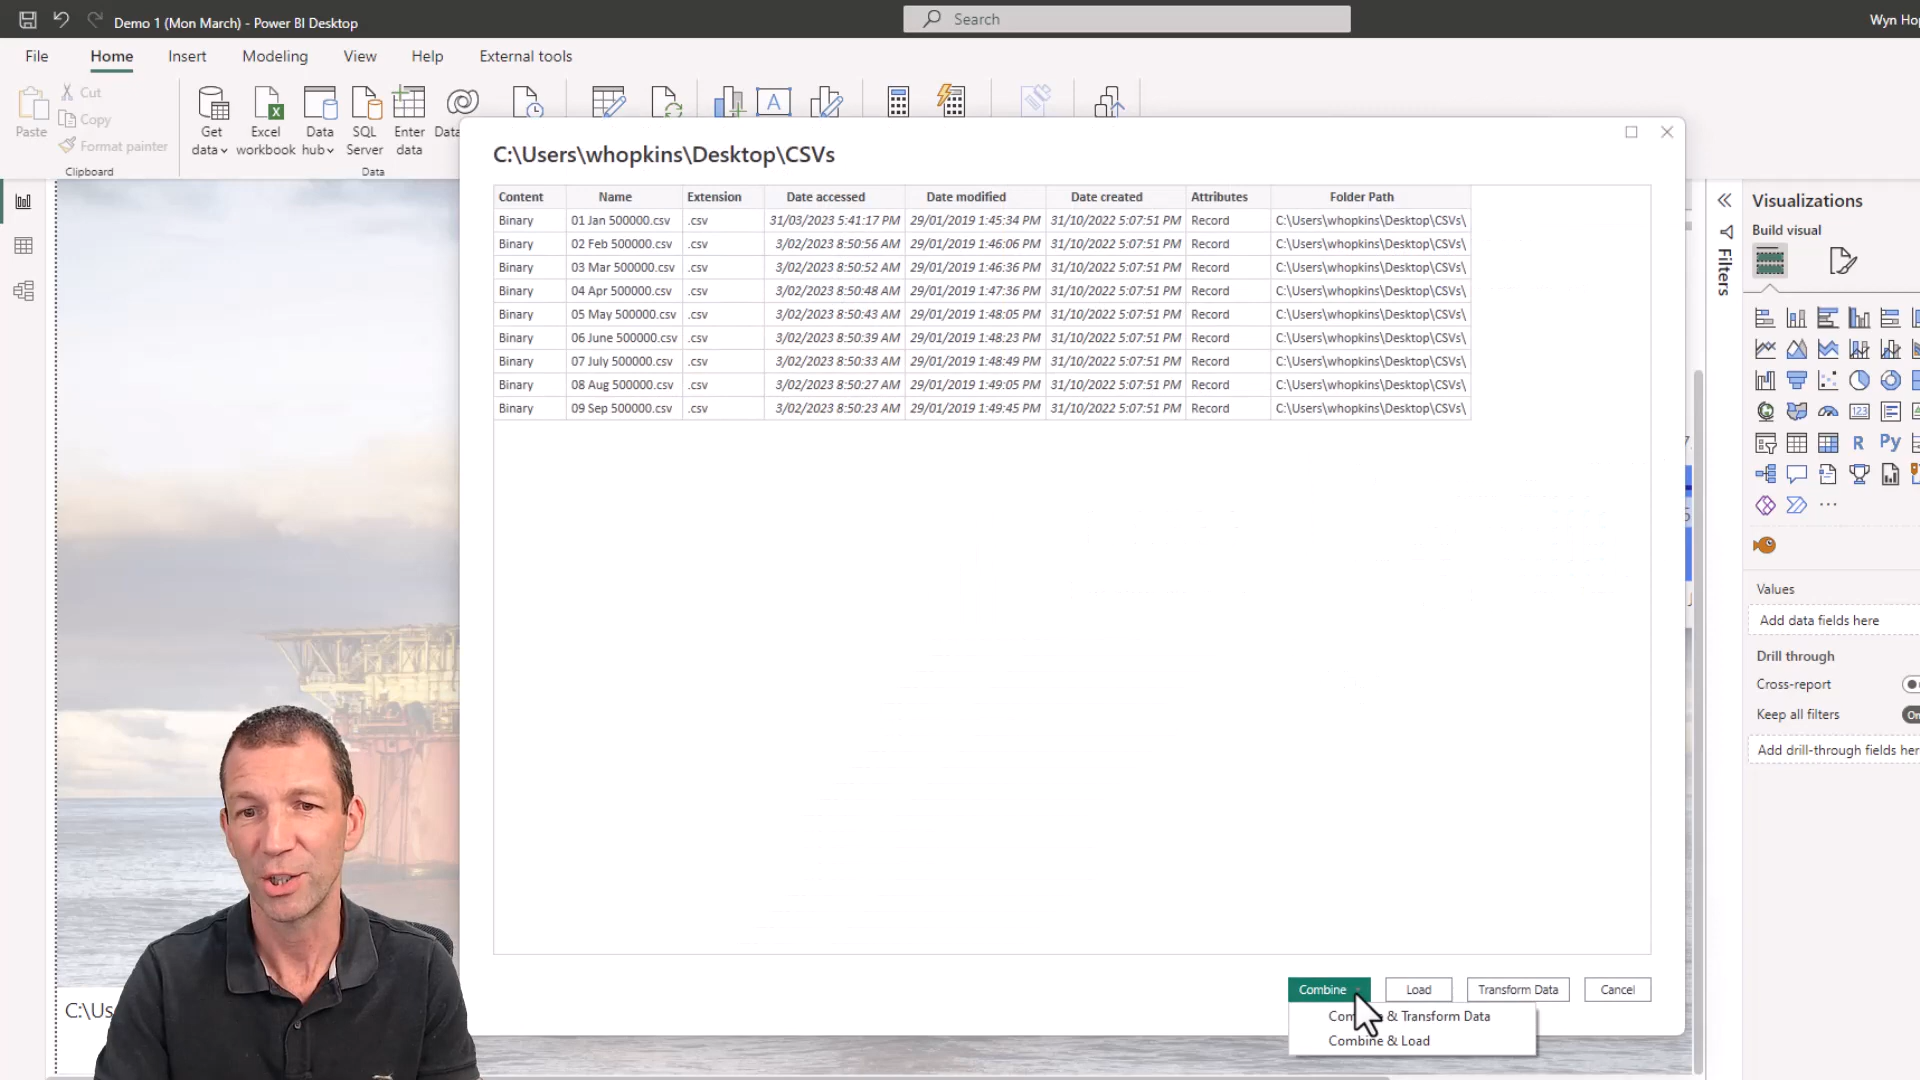 Demo 1 (Mon March) - Power BI Desktop
Search
Wyn Hop
File Home Insert Modeling View Help External tools
Paste
Cut
Copy
Format painter
Clipboard
Get data
Excel workbook
Data hub
SQL Server
Enter data
Data
C:\Users\whopkins\Desktop\CSVs
Content Name Extension Date accessed Date modified Date created Attributes Folder Path
Binary 01 Jan 500000.csv .csv 31/03/2023 5:41:17 PM 29/01/2019 1:45:34 PM 31/10/2022 5:07:51 PM Record C:\Users\whopkins\Desktop\CSVs\
Binary 02 Feb 500000.csv .csv 3/02/2023 8:50:56 AM 29/01/2019 1:46:06 PM 31/10/2022 5:07:51 PM Record C:\Users\whopkins\Desktop\CSVs\
Binary 03 Mar 500000.csv .csv 3/02/2023 8:50:52 AM 29/01/2019 1:46:36 PM 31/10/2022 5:07:51 PM Record C:\Users\whopkins\Desktop\CSVs\
Binary 04 Apr 500000.csv .csv 3/02/2023 8:50:48 AM 29/01/2019 1:47:36 PM 31/10/2022 5:07:51 PM Record C:\Users\whopkins\Desktop\CSVs\
Binary 05 May 500000.csv .csv 3/02/2023 8:50:43 AM 29/01/2019 1:48:05 PM 31/10/2022 5:07:51 PM Record C:\Users\whopkins\Desktop\CSVs\
Binary 06 June 500000.csv .csv 3/02/2023 8:50:39 AM 29/01/2019 1:48:23 PM 31/10/2022 5:07:51 PM Record C:\Users\whopkins\Desktop\CSVs\
Binary 07 July 500000.csv .csv 3/02/2023 8:50:33 AM 29/01/2019 1:48:49 PM 31/10/2022 5:07:51 PM Record C:\Users\whopkins\Desktop\CSVs\
Binary 08 Aug 500000.csv .csv 3/02/2023 8:50:27 AM 29/01/2019 1:49:05 PM 31/10/2022 5:07:51 PM Record C:\Users\whopkins\Desktop\CSVs\
Binary 09 Sep 500000.csv .csv 3/02/2023 8:50:23 AM 29/01/2019 1:49:45 PM 31/10/2022 5:07:51 PM Record C:\Users\whopkins\Desktop\CSVs\
Combine Load Transform Data Cancel
& Transform Data
Combine & Load
C:\Us
Filters
Visualizations
Build visual
123
R Py
Values
Add data fields here
Drill through
Cross-report
Keep all filters On
Add drill-through fields her